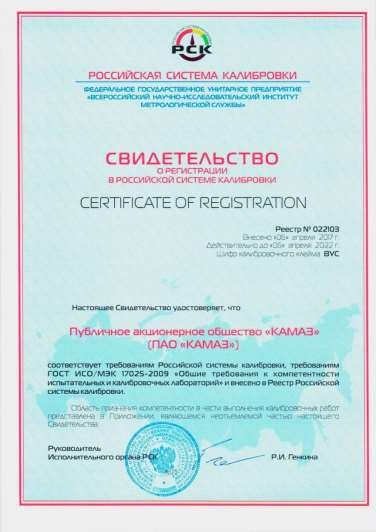 РСК
РОССИЙСКАЯ СИСТЕМА КАЛИБРОВКИ
ФЕДЕРАЛЬНОЕ ГОСУДАРСТВЕННОЕ УНИТАРНОЕ ПРЕДПРИЯТИЕ
«ВСЕРОССИЙСКИЙ НАУЧНО-ИССЛЕДОВАТЕЛЬСКИЙ ИНСТИТУТ
МЕТРОЛОГИЧЕСКОЙ СЛУЖБЫ»
СВИДЕТЕЛЬСТВО
О РЕГИСТРАЦИИ
В РОССИЙСКОЙ СИСТЕМЕ КАЛИБРОВКИ
CERTIFICATE OF REGISTRATION
Реестр № 022103
Внесено «06» апреля 2017 г.
Действительно до «06» апреля 2022 г.
Шифр калибровочного клейма ВУС
Настоящее Свидетельство удостоверяет, что
Публичное акционерное общество «КАМАЗ»
(ПАО «КАМАЗ»)
соответствует требованиям Российской системы калибровки, требованиям
ГОСТ ИСО/МЭК 17025-2009 «Общие требования к компетентности
испытательных и калибровочных лабораторий» и внесено в Реестр Российской
системы калибровки.
Область признания компетентности в части выполнения калибровочных работ
представлена в Приложении, являющемся неотъемлемой частью настоящего
Свидетельства.
Руководитель
Исполнительного органа РСК
Р.И. Генкина